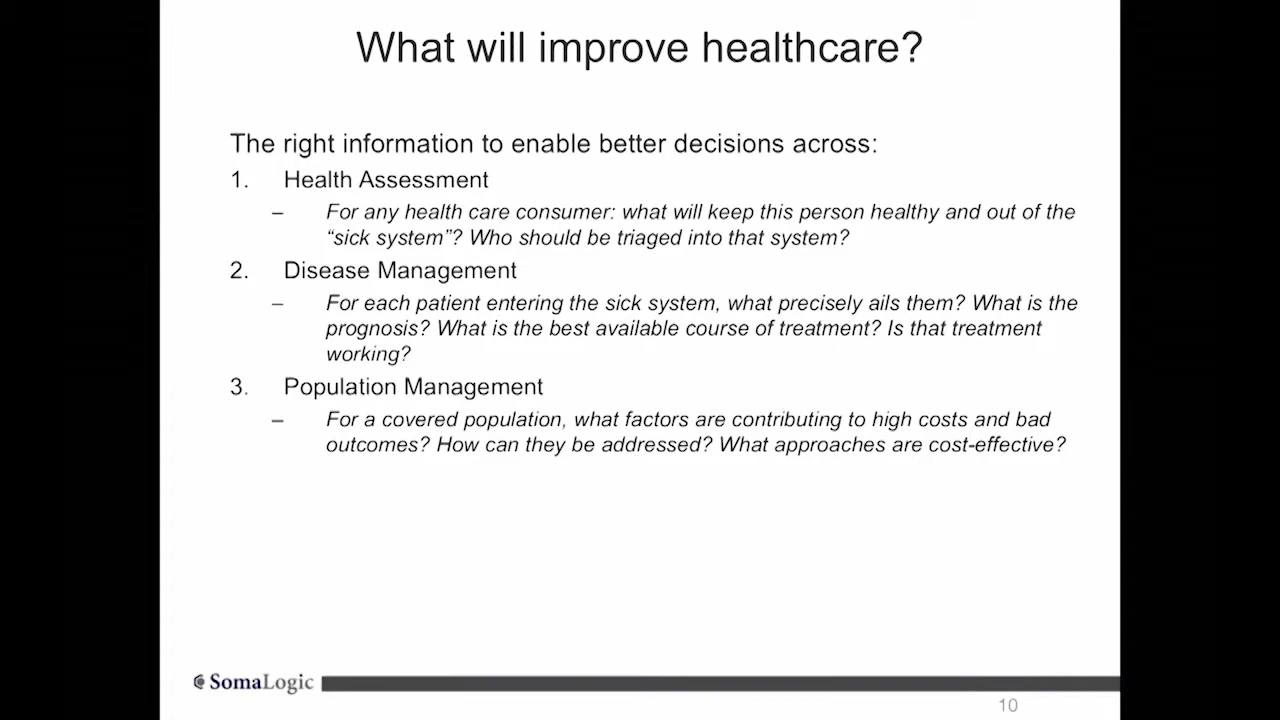 What will improve healthcare?
The right information to enable better decisions across:
1. Health Assessment
– For any health care consumer: what will keep this person healthy and out of the
“sick system”? Who should be triaged into that system?
2. Disease Management
– For each patient entering the sick system, what precisely ails them? What is the
prognosis? What is the best available course of treatment? Is that treatment
working?
3. Population Management
– For a covered population, what factors are contributing to high costs and bad
outcomes? How can they be addressed? What approaches are cost-effective?
SomaLogic
10